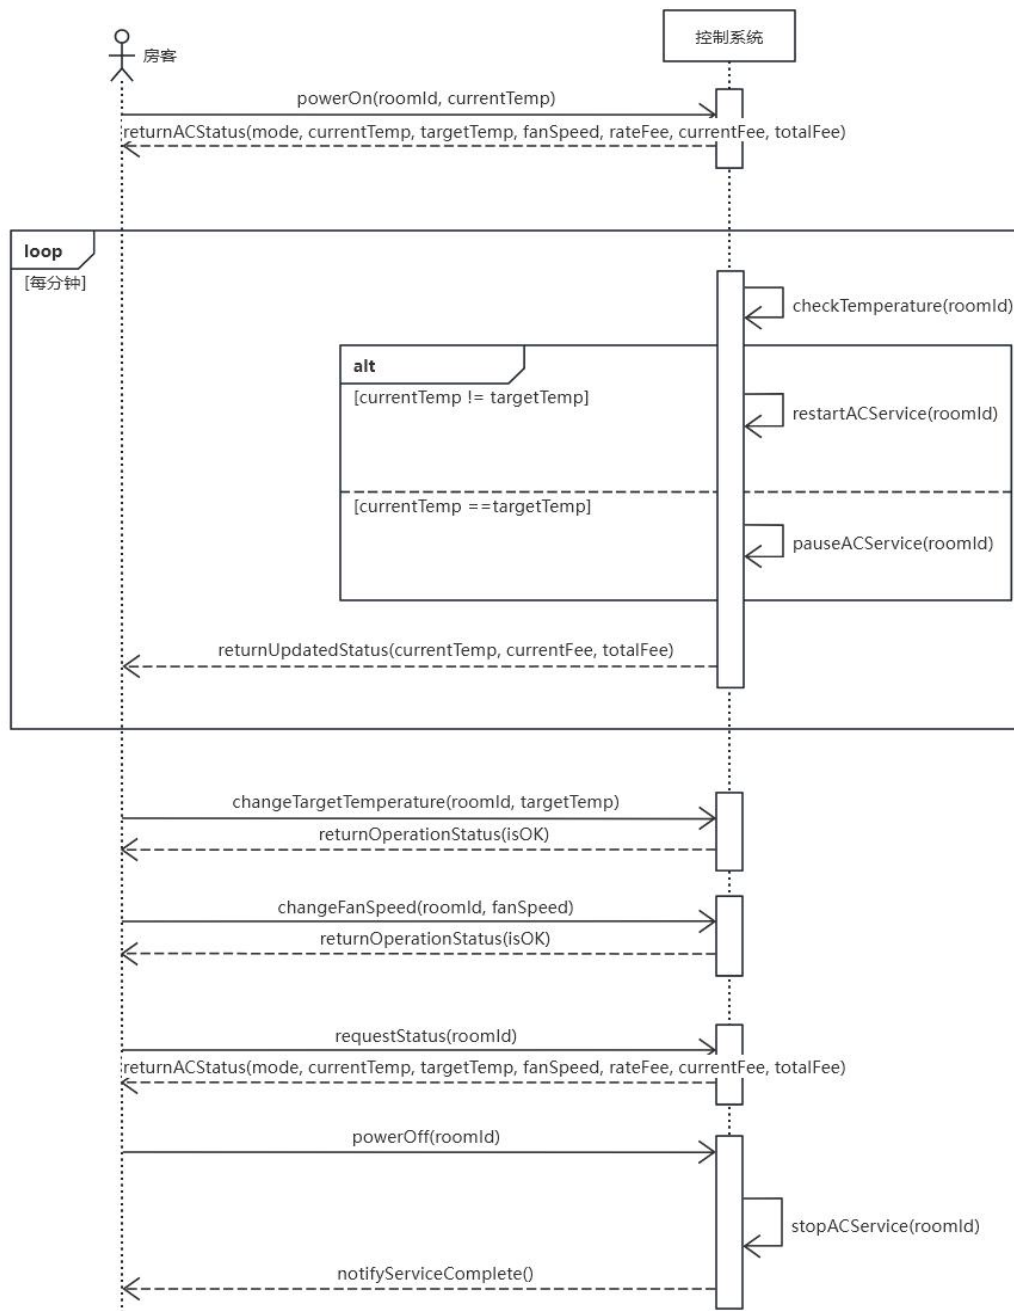 房客
控制系统
powerOn(roomId, currentTemp)
returnACStatus(mode, currentTemp, targetTemp, fanSpeed, rateFee, currentFee, totalFee)
loop
[每分钟]
checkTemperature(roomId)
alt
[currentTemp != targetTemp]
restartACService(roomId)
[currentTemp ==targetTemp]
pauseACService(roomId)
returnUpdatedStatus(currentTemp, currentFee, totalFee)
changeTargetTemperature(roomId, targetTemp)
returnOperationStatus(isOK)
changeFanSpeed(roomId, fanSpeed)
returnOperationStatus(isOK)
requestStatus(roomId)
returnACStatus(mode, currentTemp, targetTemp, fanSpeed, rateFee, currentFee, totalFee)
powerOff(roomId)
stopACService(roomId)
notifyServiceComplete()